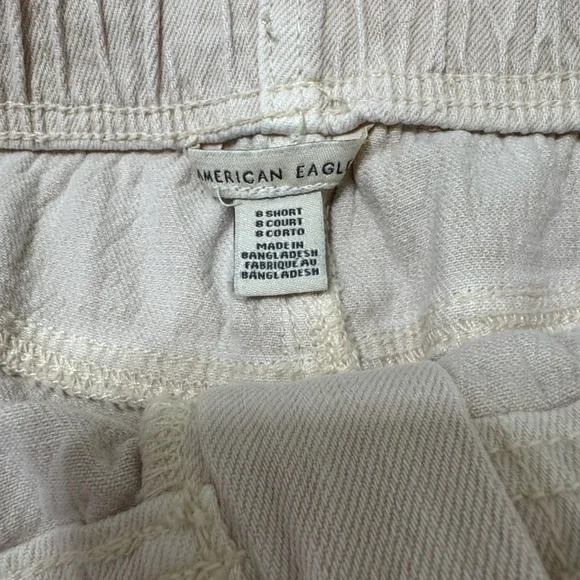 AMERICAN EAGL
8 SHORT
8 COURT
8 CORTO
MADE IN
BANGLADESH
FABRIQUE AU
BANGLADESH